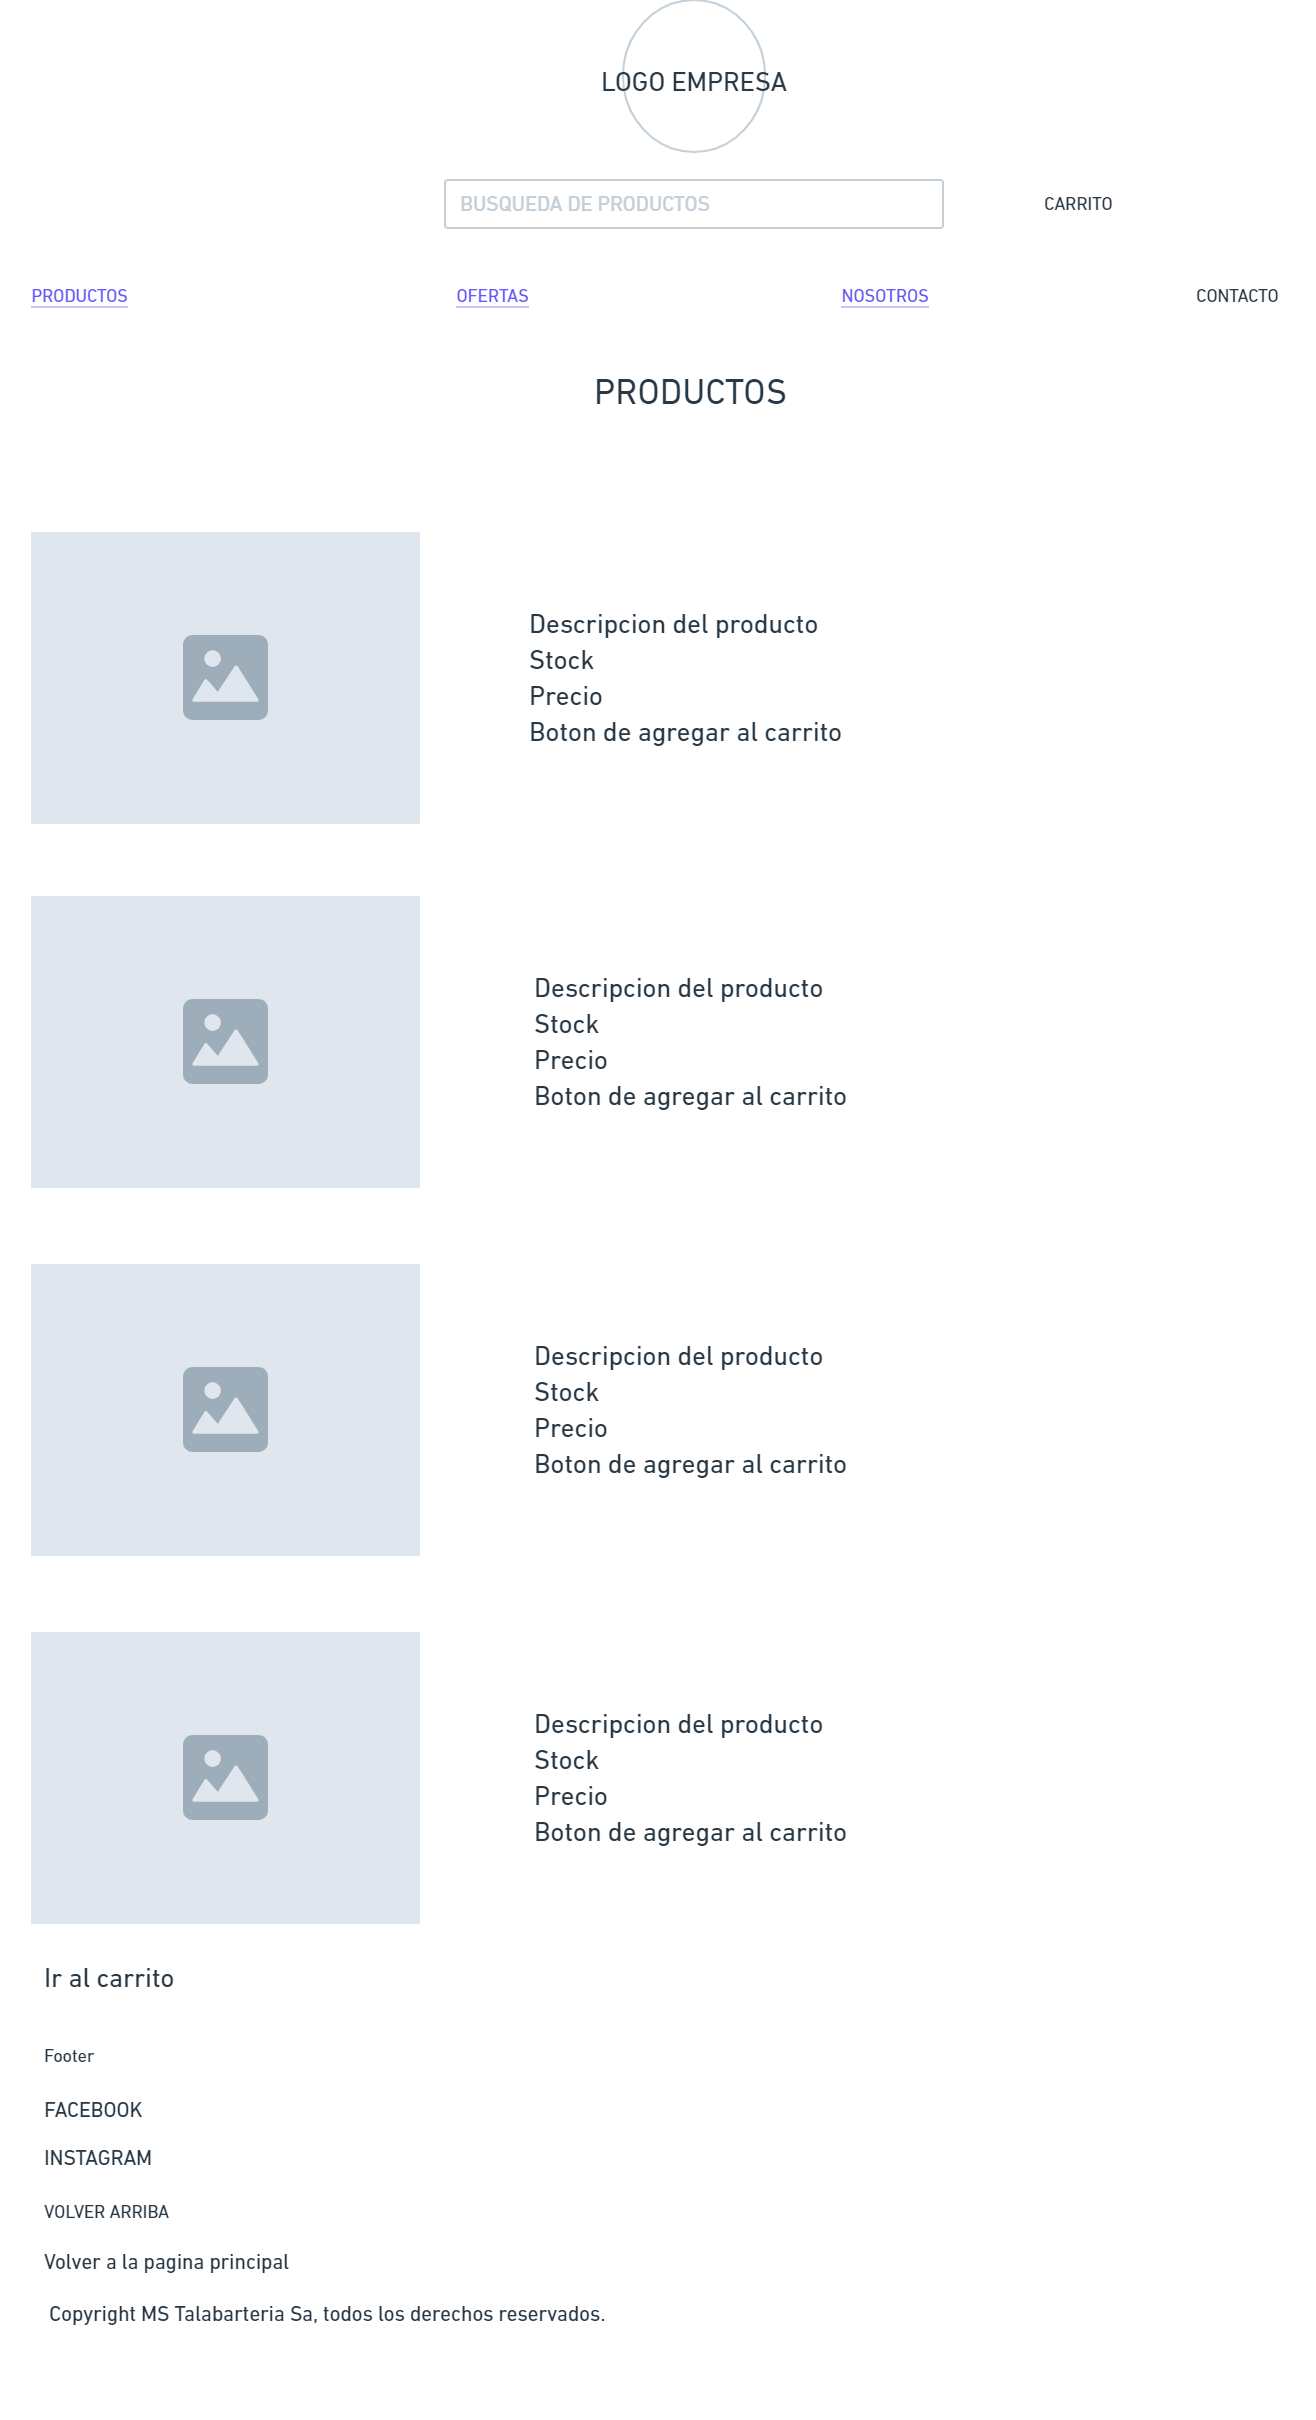 LOGO EMPRESA
BUSQUEDA DE PRODUCTOS
CARRITO
PRODUCTOS
OFERTAS
NOSOTROS
CONTACTO
PRODUCTOS
Descripcion del producto
Stock
Precio
Boton de agregar al carrito
Descripcion del producto
Stock
Precio
Boton de agregar al carrito
Descripcion del producto
Stock
Precio
Boton de agregar al carrito
Descripcion del producto
Stock
Precio
Boton de agregar al carrito
Ir al carrito
Footer
FACEBOOK
INSTAGRAM
VOLVER ARRIBA
Volver a la pagina principal
Copyright MS Talabarteria Sa, todos los derechos reservados.